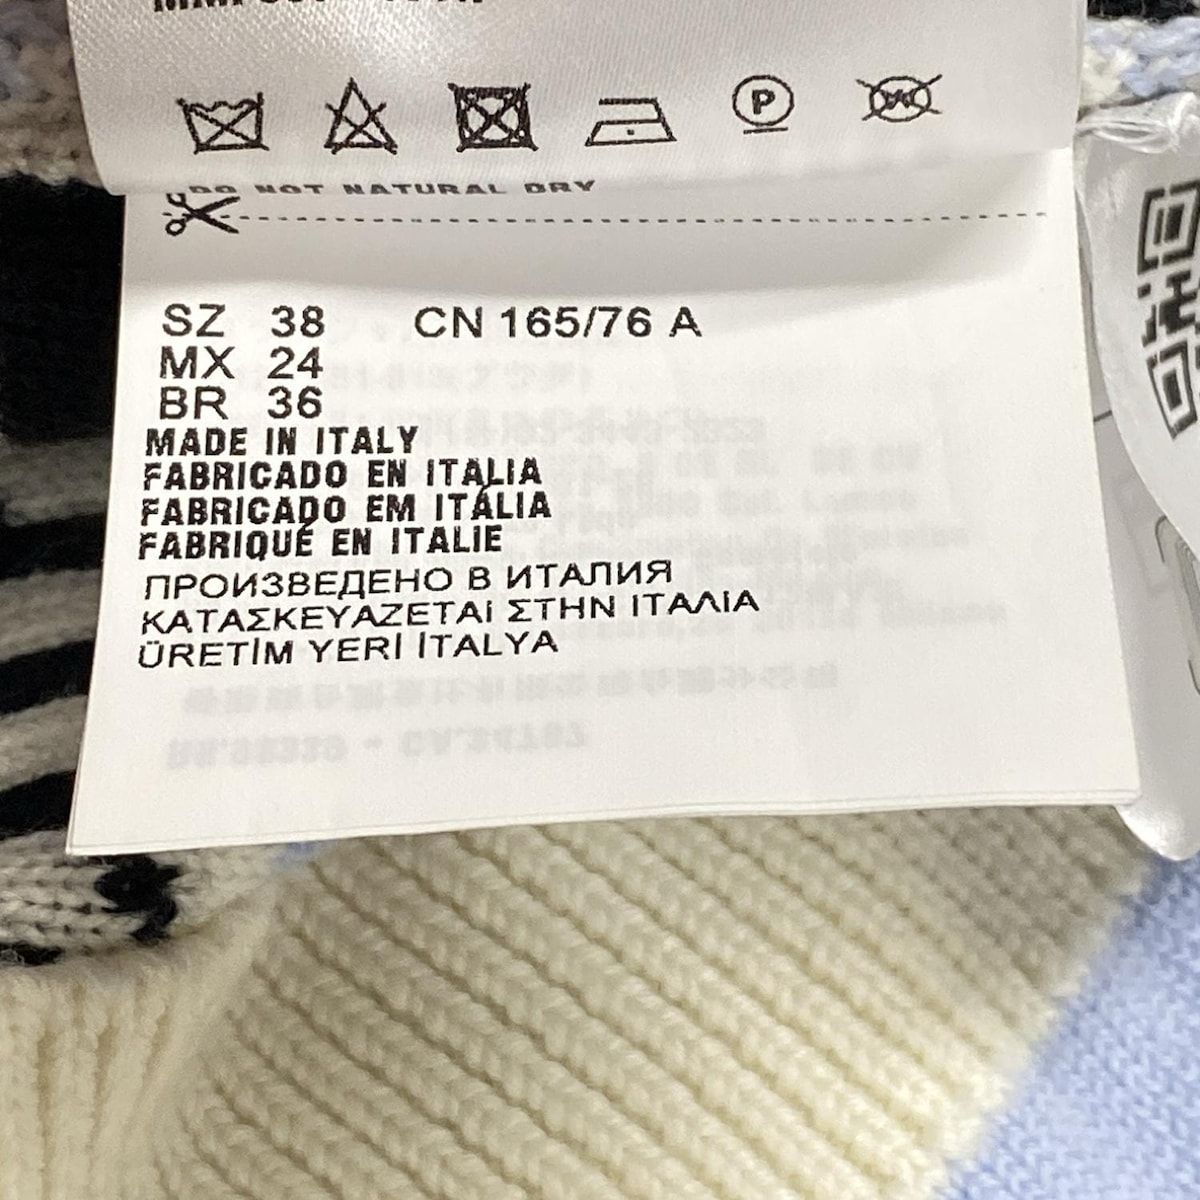 P
W
DO NOT NATURAL DRY
SZ 38 CN 165/76 A
MX 24
BR 36
MADE IN ITALY
FABRICADO EN ITALIA
FABRICADO EM ITÁLIA
FABRIQUÉ EN ITALIE
ПРОИЗВЕДЕНО В ИТАЛИЯ
ΚΑΤΑΣΚΕΥΑΖΕΤΑi ΣΤΗΝ ΙΤΑΛΙΑ
ÜRETİM YERİ İTALYA